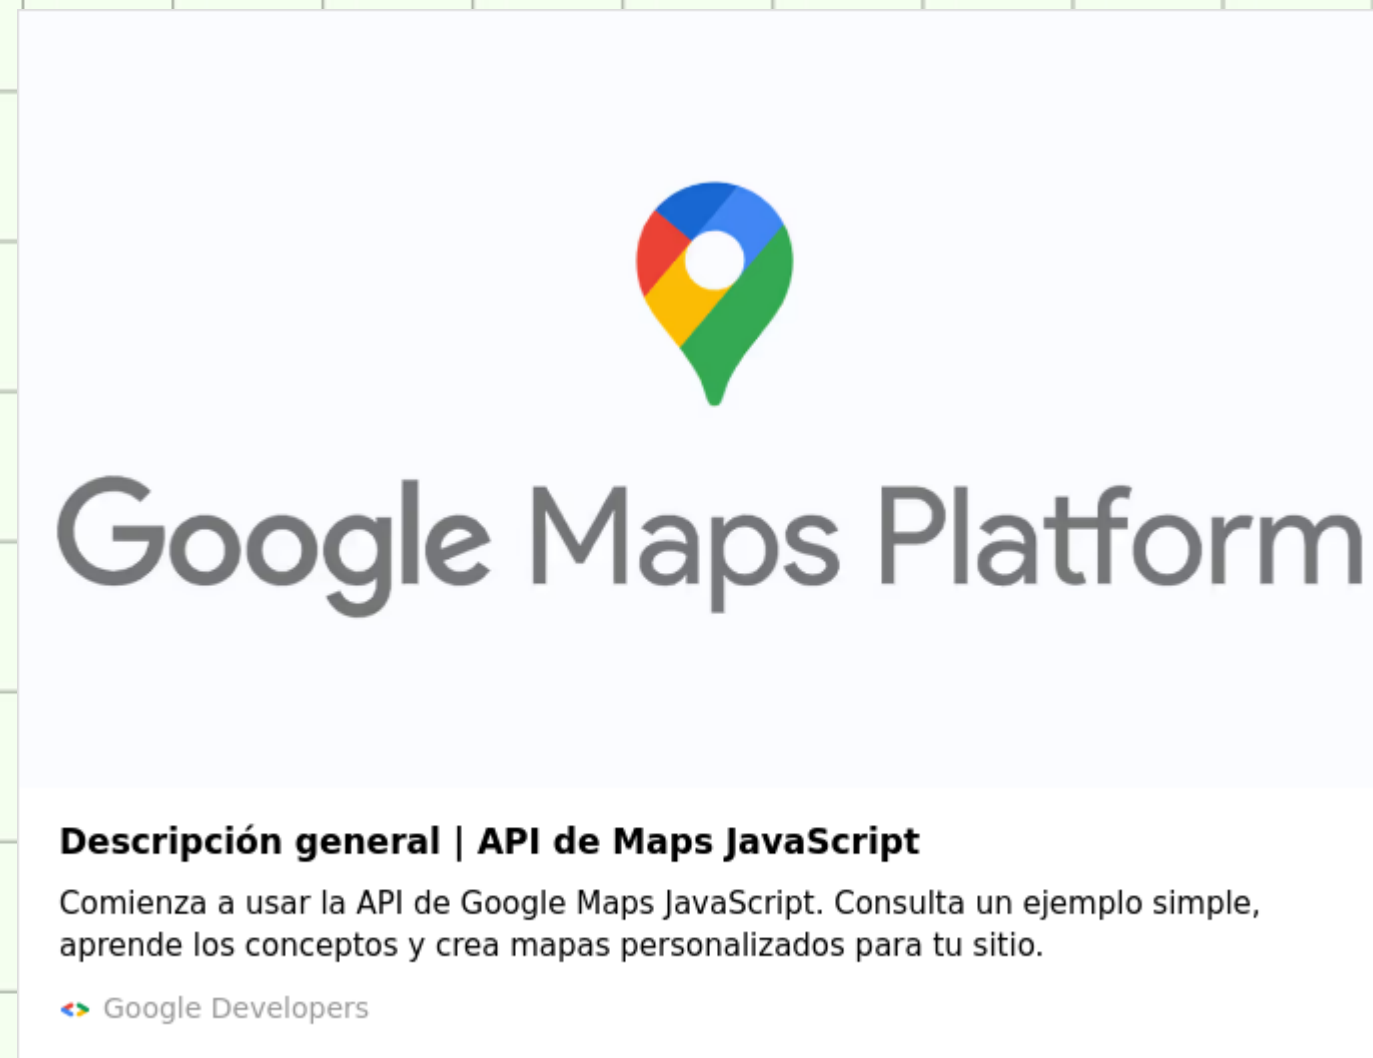 Google Maps Platform
Descripción general | API de Maps JavaScript
Comienza a usar la API de Google Maps JavaScript. Consulta un ejemplo simple,
aprende los conceptos y crea mapas personalizados para tu sitio.
Google Developers